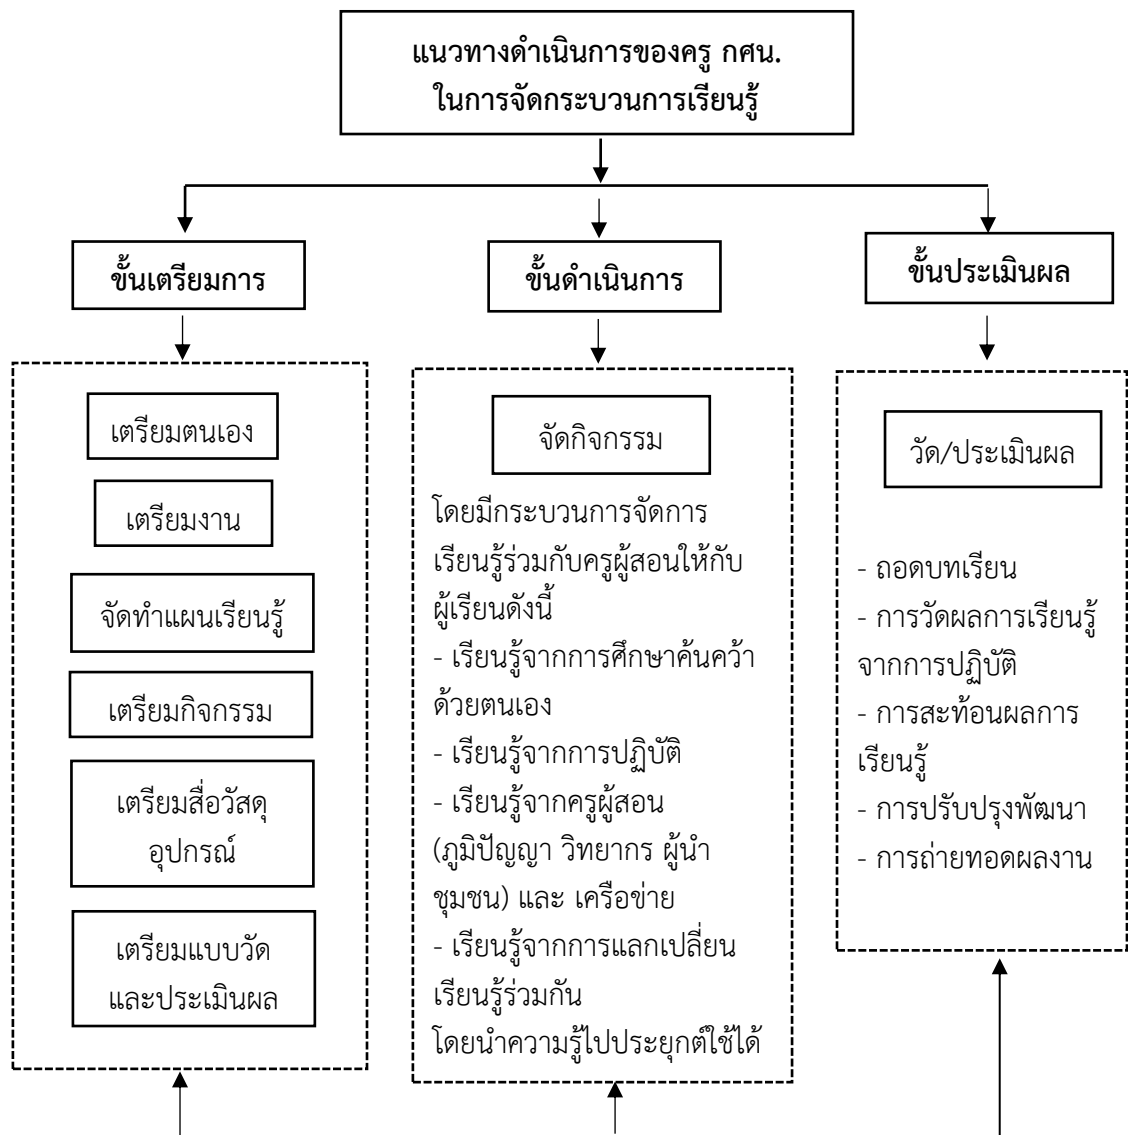 แนวทางดำเนินการของครู กศน.
ในการจัดกระบวนการเรียนรู้
ขั้นเตรียมการ
ขั้นดำเนินการ
ขั้นประเมินผล
เตรียมตนเอง
เตรียมงาน
จัดทำแผนเรียนรู้
เตรียมกิจกรรม
เตรียมสื่อวัสดุ
อุปกรณ์
เตรียมแบบวัด
และประเมินผล
จัดกิจกรรม
โดยมีกระบวนการจัดการ
เรียนรู้ร่วมกับครูผู้สอนให้กับ
ผู้เรียนดังนี้
- เรียนรู้จากการศึกษาค้นคว้า
ด้วยตนเอง
- เรียนรู้จากการปฏิบัติ
- เรียนรู้จากครูผู้สอน
(ภูมิปัญญา วิทยากร ผู้นำ
ชุมชน) และ เครือข่าย
- เรียนรู้จากการแลกเปลี่ยน
เรียนรู้ร่วมกัน
โดยนำความรู้ไปประยุกต์ใช้ได้
วัด/ประเมินผล
- ถอดบทเรียน
- การวัดผลการเรียนรู้
จากการปฏิบัติ
- การสะท้อนผลการ
เรียนรู้
- การปรับปรุงพัฒนา
- การถ่ายทอดผลงาน